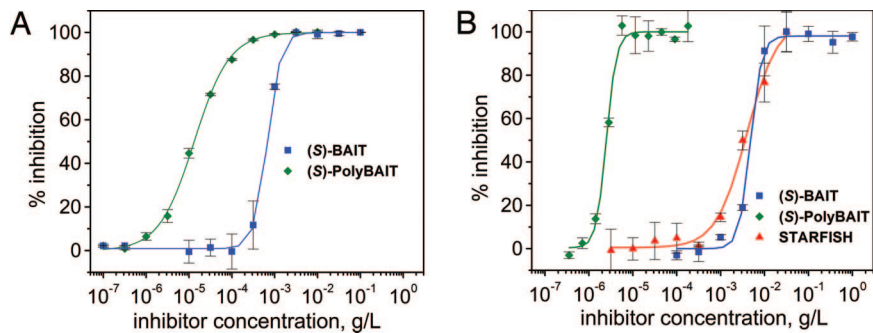 A
% inhibition
100
80
60
40
20
0
(S)-BAIT
(S)-PolyBAIT
10⁻⁷ 10⁻⁶ 10⁻⁵ 10⁻⁴ 10⁻³ 10⁻² 10⁻¹ 10⁰
inhibitor concentration, g/L
B
% inhibition
100
80
60
40
20
0
(S)-BAIT
(S)-PolyBAIT
STARFISH
10⁻⁷ 10⁻⁶ 10⁻⁵ 10⁻⁴ 10⁻³ 10⁻² 10⁻¹ 10⁰
inhibitor concentration, g/L